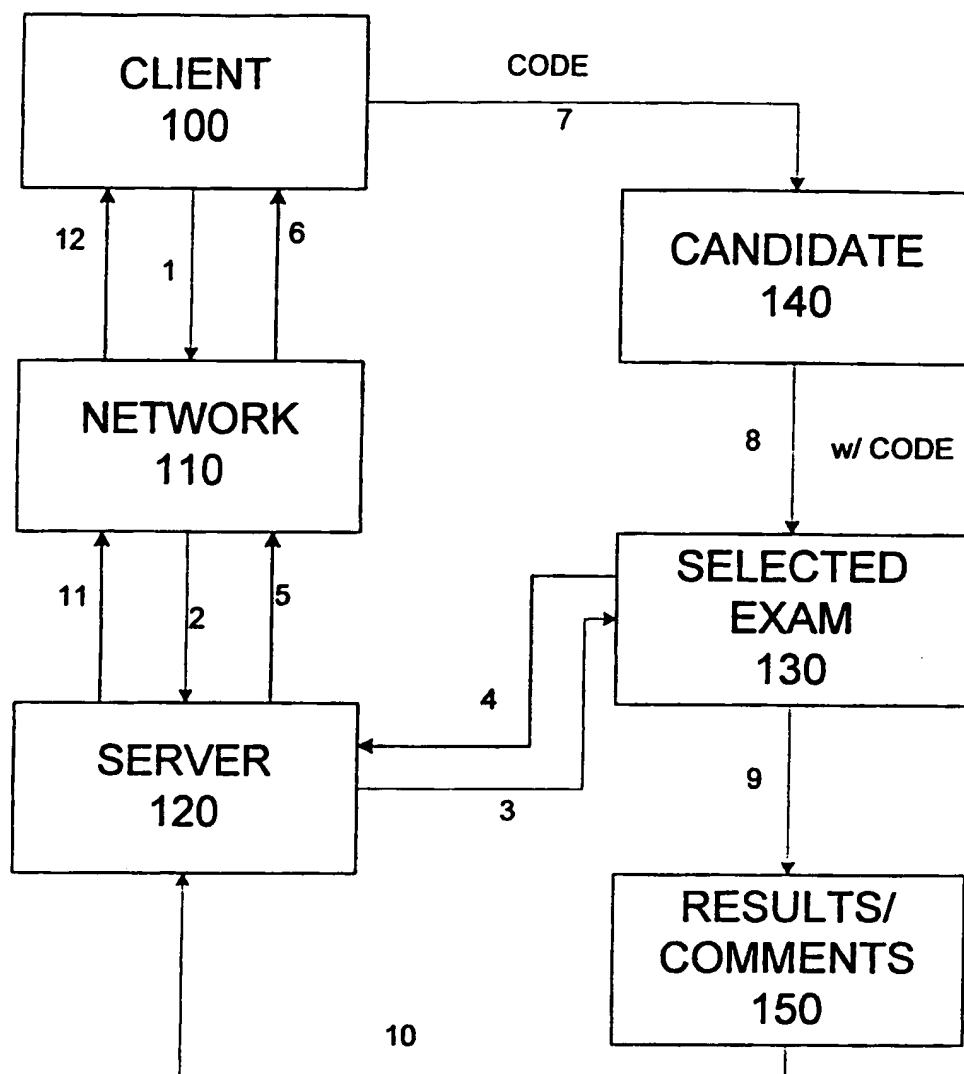 CLIENT
100
CODE
7
12
1
6
CANDIDATE
140
NETWORK
110
8
w/ CODE
11
2
5
SELECTED
EXAM
130
4
SERVER
120
3
9
RESULTS/
COMMENTS
150
10